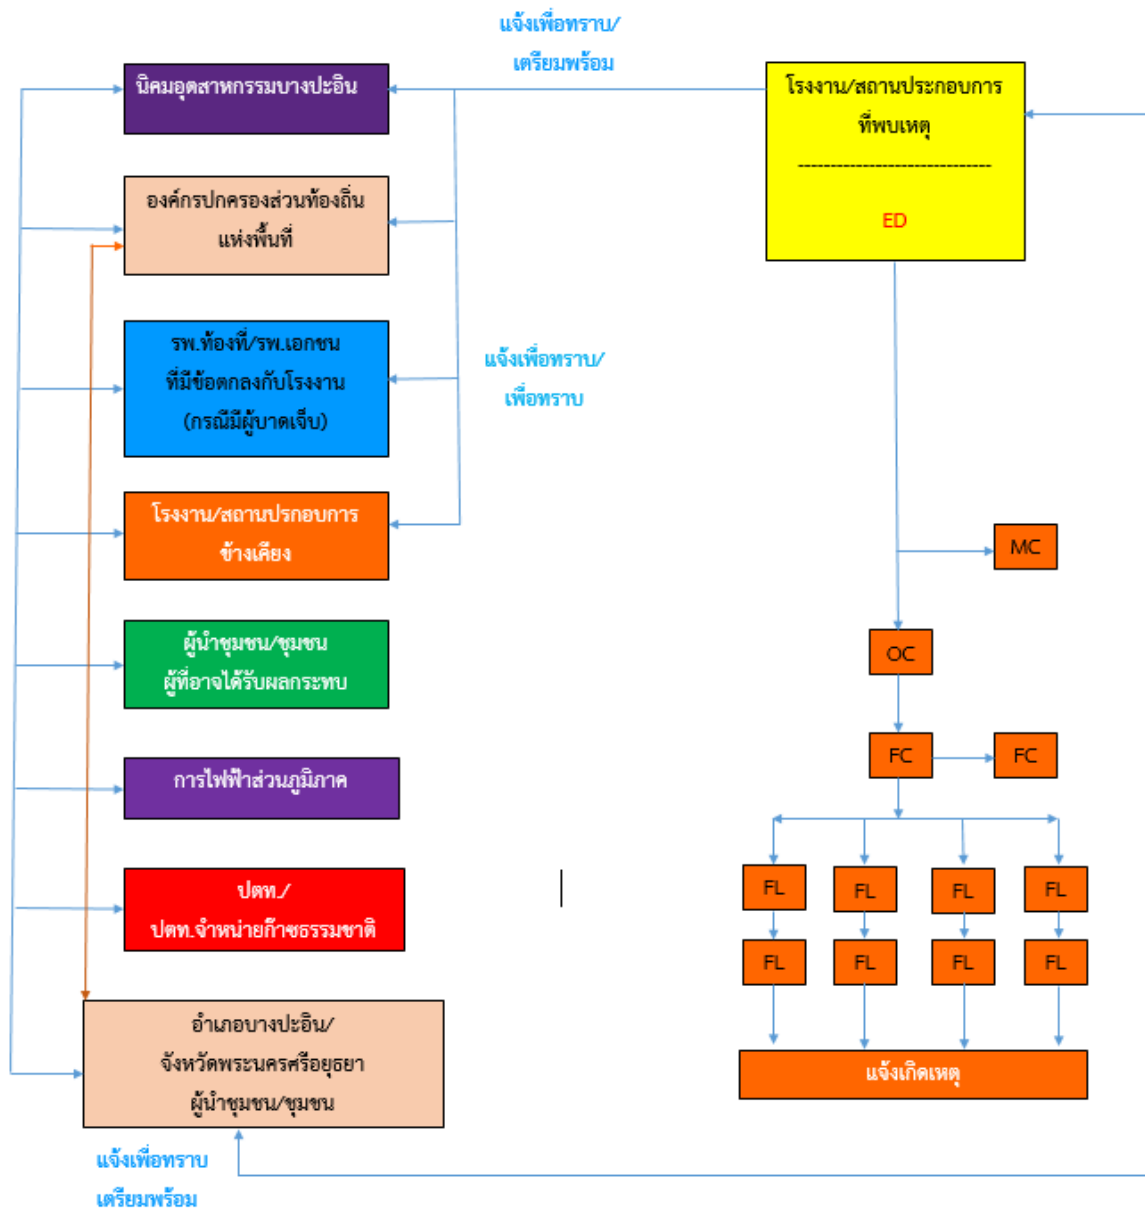 แจ้งเพื่อทราบ/
เตรียมพร้อม
นิคมอุตสาหกรรมบางปะอิน
โรงงาน/สถานประกอบการ
ที่พบเหตุ
------------------------------
ED
องค์กรปกครองส่วนท้องถิ่น
แห่งพื้นที่
รพ.ท้องที่/รพ.เอกชน
ที่มีข้อตกลงกับโรงงาน
(กรณีมีผู้บาดเจ็บ)
แจ้งเพื่อทราบ/
เพื่อทราบ
โรงงาน/สถานปรกอบการ
ข้างเคียง
MC
ผู้นำชุมชน/ชุมชน
ผู้ที่อาจได้รับผลกระทบ
OC
การไฟฟ้าส่วนภูมิภาค
FC
FC
ปตท./
ปตท.จำหน่ายก๊าซธรรมชาติ
FL
FL
FL
FL
FL
FL
FL
FL
อำเภอบางปะอิน/
จังหวัดพระนครศรีอยุธยา
ผู้นำชุมชน/ชุมชน
แจ้งเกิดเหตุ
แจ้งเพื่อทราบ
เตรียมพร้อม